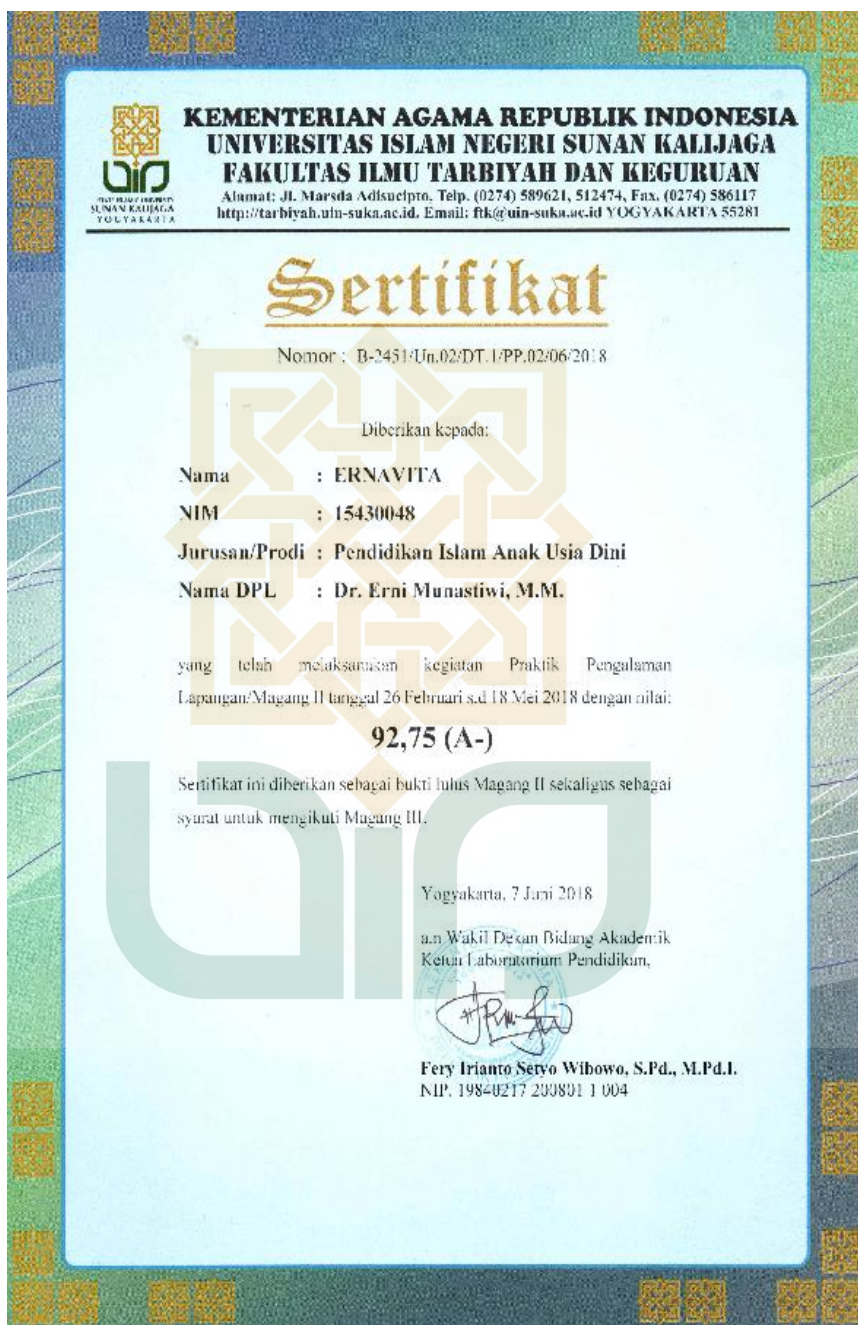 KEMENTERIAN AGAMA REPUBLIK INDONESIA
UNIVERSITAS ISLAM NEGERI SUNAN KALIJAGA
FAKULTAS ILMU TARBIYAH DAN KEGURUAN
Alamat: Jl. Marsda Adisucipto, Telp. (0274) 589621, 512474, Fax. (0274) 586117
http://tarbiyah.uin-suka.ac.id. Email: ftk@uin-suka.ac.id YOGYAKARTA 55281
UIN
STATE ISLAMIC UNIVERSITY
SUNAN KALIJAGA
YOGYAKARTA
Sertifikat
Nomor : B-2451/Un.02/DT.1/PP.02/06/2018
Diberikan kepada:
Nama : ERNAVITA
NIM : 15430048
Jurusan/Prodi : Pendidikan Islam Anak Usia Dini
Nama DPL : Dr. Erni Munastiwi, M.M.
yang telah melaksanakan kegiatan Praktik Pengalaman
Lapangan/Magang II tanggal 26 Februari s.d 18 Mei 2018 dengan nilai:
92,75 (A-)
Sertifikat ini diberikan sebagai bukti lulus Magang II sekaligus sebagai
syarat untuk mengikuti Magang III.
Yogyakarta, 7 Juni 2018
a.n Wakil Dekan Bidang Akademik
Ketua Laboratorium Pendidikan,
Fery Irianto Setyo Wibowo, S.Pd., M.Pd.I.
NIP. 19840217 200801 1 004